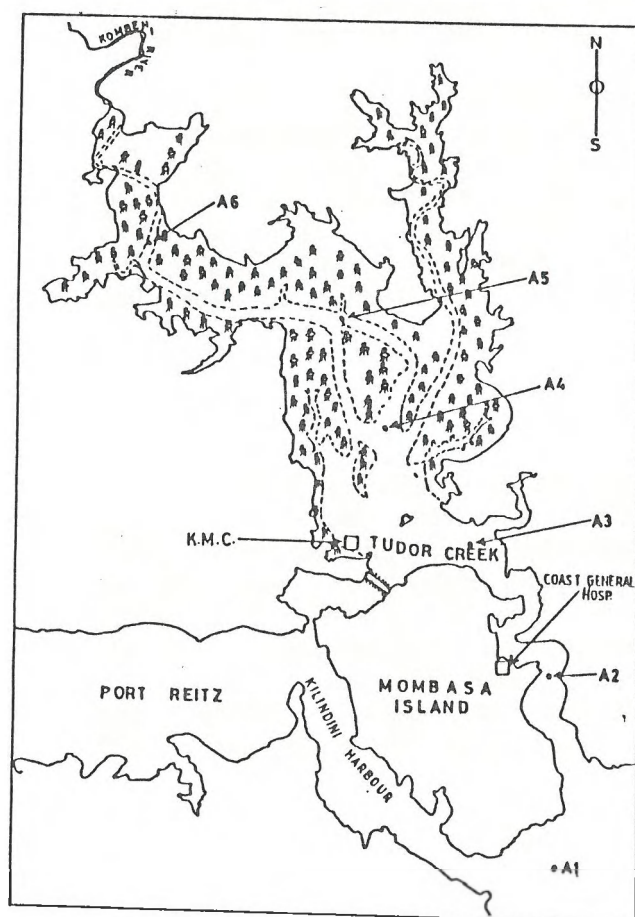 KOMBENI
RIVER
N
S
A6
A5
A4
K.M.C.
TUDOR CREEK
A3
COAST GENERAL
HOSP.
A2
MOMBASA
ISLAND
PORT REITZ
KILINDINI HARBOUR
A1